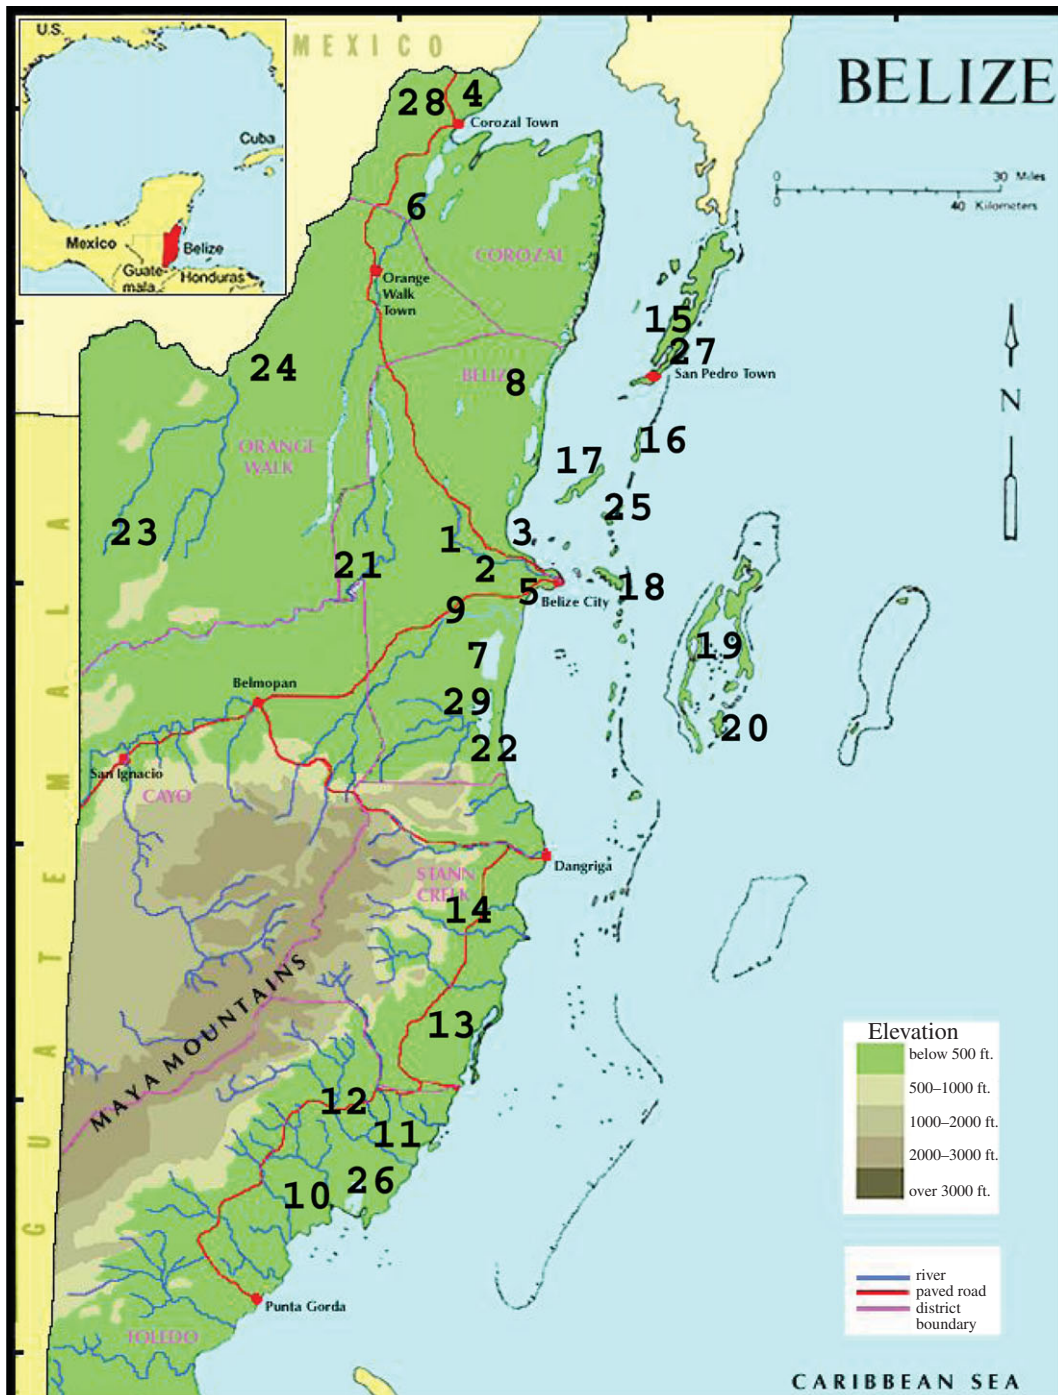 U.S.
Cuba
Mexico
Belize
Guate-
mala
Honduras
MEXICO
BELIZE
0 30 Miles
0 40 Kilometers
28
4
Corozal Town
6
COROZAL
Orange
Walk
Town
15
27
San Pedro Town
24
BELIZ
8
N
ORANGE
WALK
16
17
25
23
1
3
21
2
5
18
Belize City
9
19
7
Belmopan
29
20
22
San Ignacio
CAYO
Dangriga
STANN
CREEK
14
GUATEMALA
MAYA MOUNTAINS
13
12
11
26
10
Punta Gorda
TOLEDO
Elevation
below 500 ft.
500–1000 ft.
1000–2000 ft.
2000–3000 ft.
over 3000 ft.
river
paved road
district
boundary
CARIBBEAN SEA